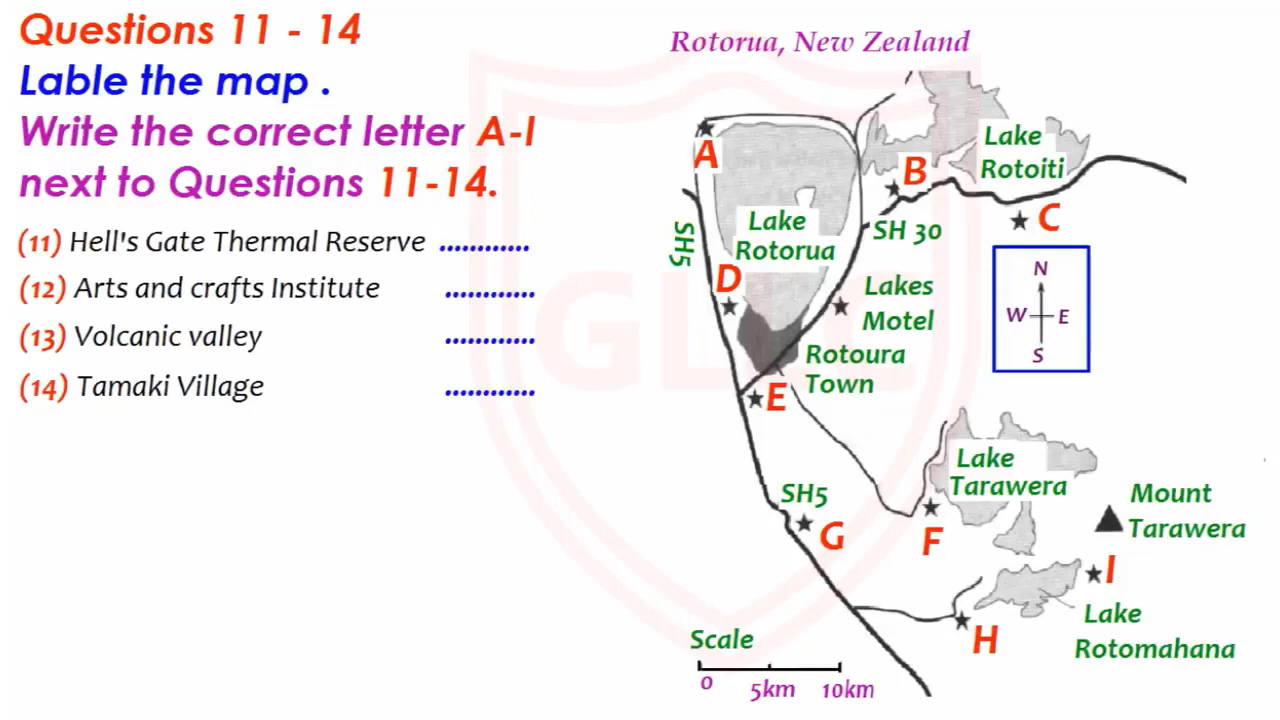 Questions 11 - 14
Lable the map .
Write the correct letter A-I
next to Questions 11-14.
(11) Hell's Gate Thermal Reserve ............
(12) Arts and crafts Institute ............
(13) Volcanic valley ............
(14) Tamaki Village ............
Rotorua, New Zealand
A
B
Lake
Rotoiti
C
SH5
Lake
Rotorua
SH 30
D
Lakes
Motel
N
W E
S
Rotoura
Town
E
Lake
Tarawera
SH5
G
F
Mount
Tarawera
I
H
Lake
Rotomahana
Scale
0 5km 10km
GLC